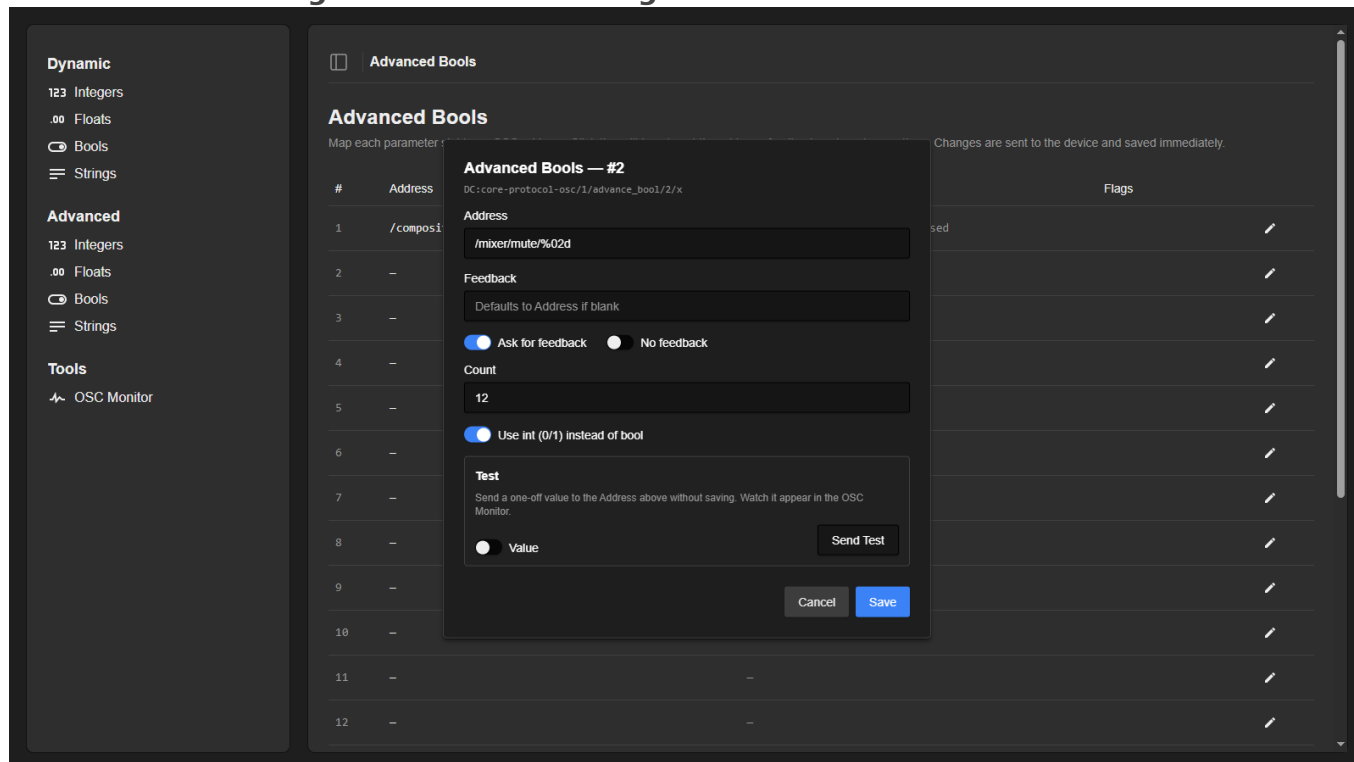 Dynamic
123 Integers
.00 Floats
Bools
Strings
Advanced
123 Integers
.00 Floats
Bools
Strings
Tools
OSC Monitor
Advanced Bools
Advanced Bools
Map each parameter
Changes are sent to the device and saved immediately.
# Address Flags
1 /composi
sed
2 –
3 –
4 –
5 –
6 –
7 –
8 –
9 –
10 –
11 – –
12 – –
Advanced Bools — #2
DC:core-protocol-osc/1/advance_bool/2/x
Address
/mixer/mute/%02d
Feedback
Defaults to Address if blank
Ask for feedback No feedback
Count
12
Use int (0/1) instead of bool
Test
Send a one-off value to the Address above without saving. Watch it appear in the OSC
Monitor.
Value Send Test
Cancel Save